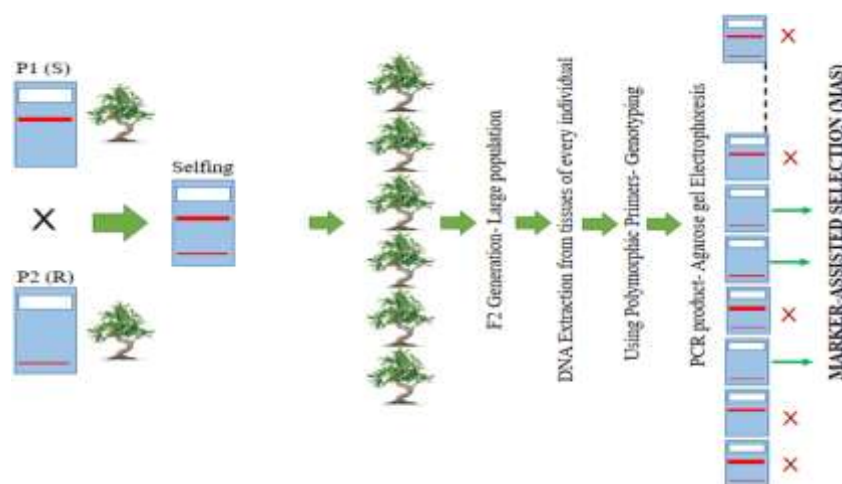 P1 (S)
Selfing
P2 (R)
F2 Genention- Large population
DNA Extraction from tissues of every individual
Using Polymorphic Primers- Genotyping
PCR product- Agarose gel Electrophoresis
MARKER-ASSISTED SELECTION (MAS)